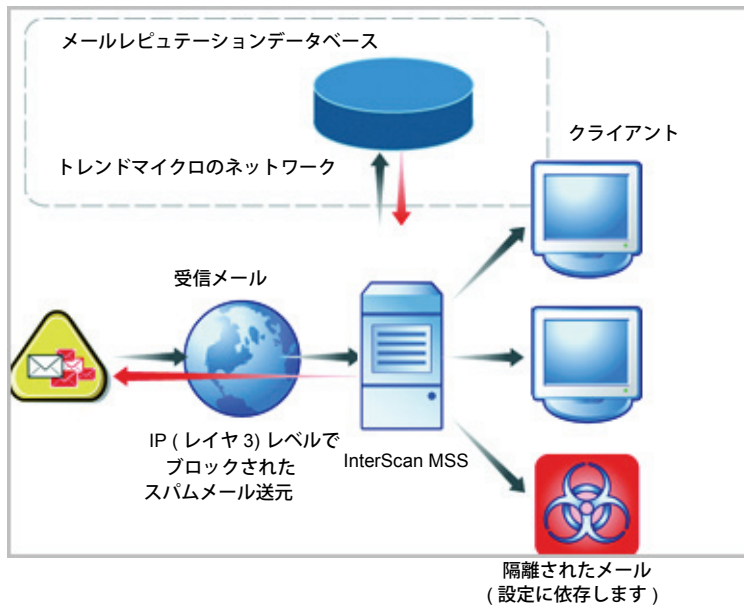 メールレピュテーションデータベース
クライアント
トレンドマイクロのネットワーク
受信メール
IP ( レイヤ 3) レベルで
ブロックされた
スパムメール送元
InterScan MSS
隔離されたメール
( 設定に依存します )